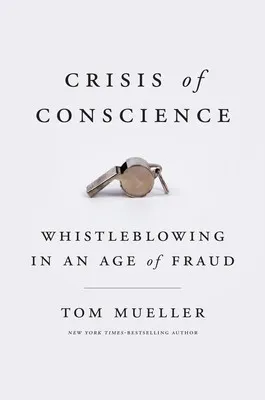 CRISIS of
CONSCIENCE
WHISTLEBLOWING
IN AN AGE of FRAUD
TOM MUELLER
NEW YORK TIMES-BESTSELLING AUTHOR